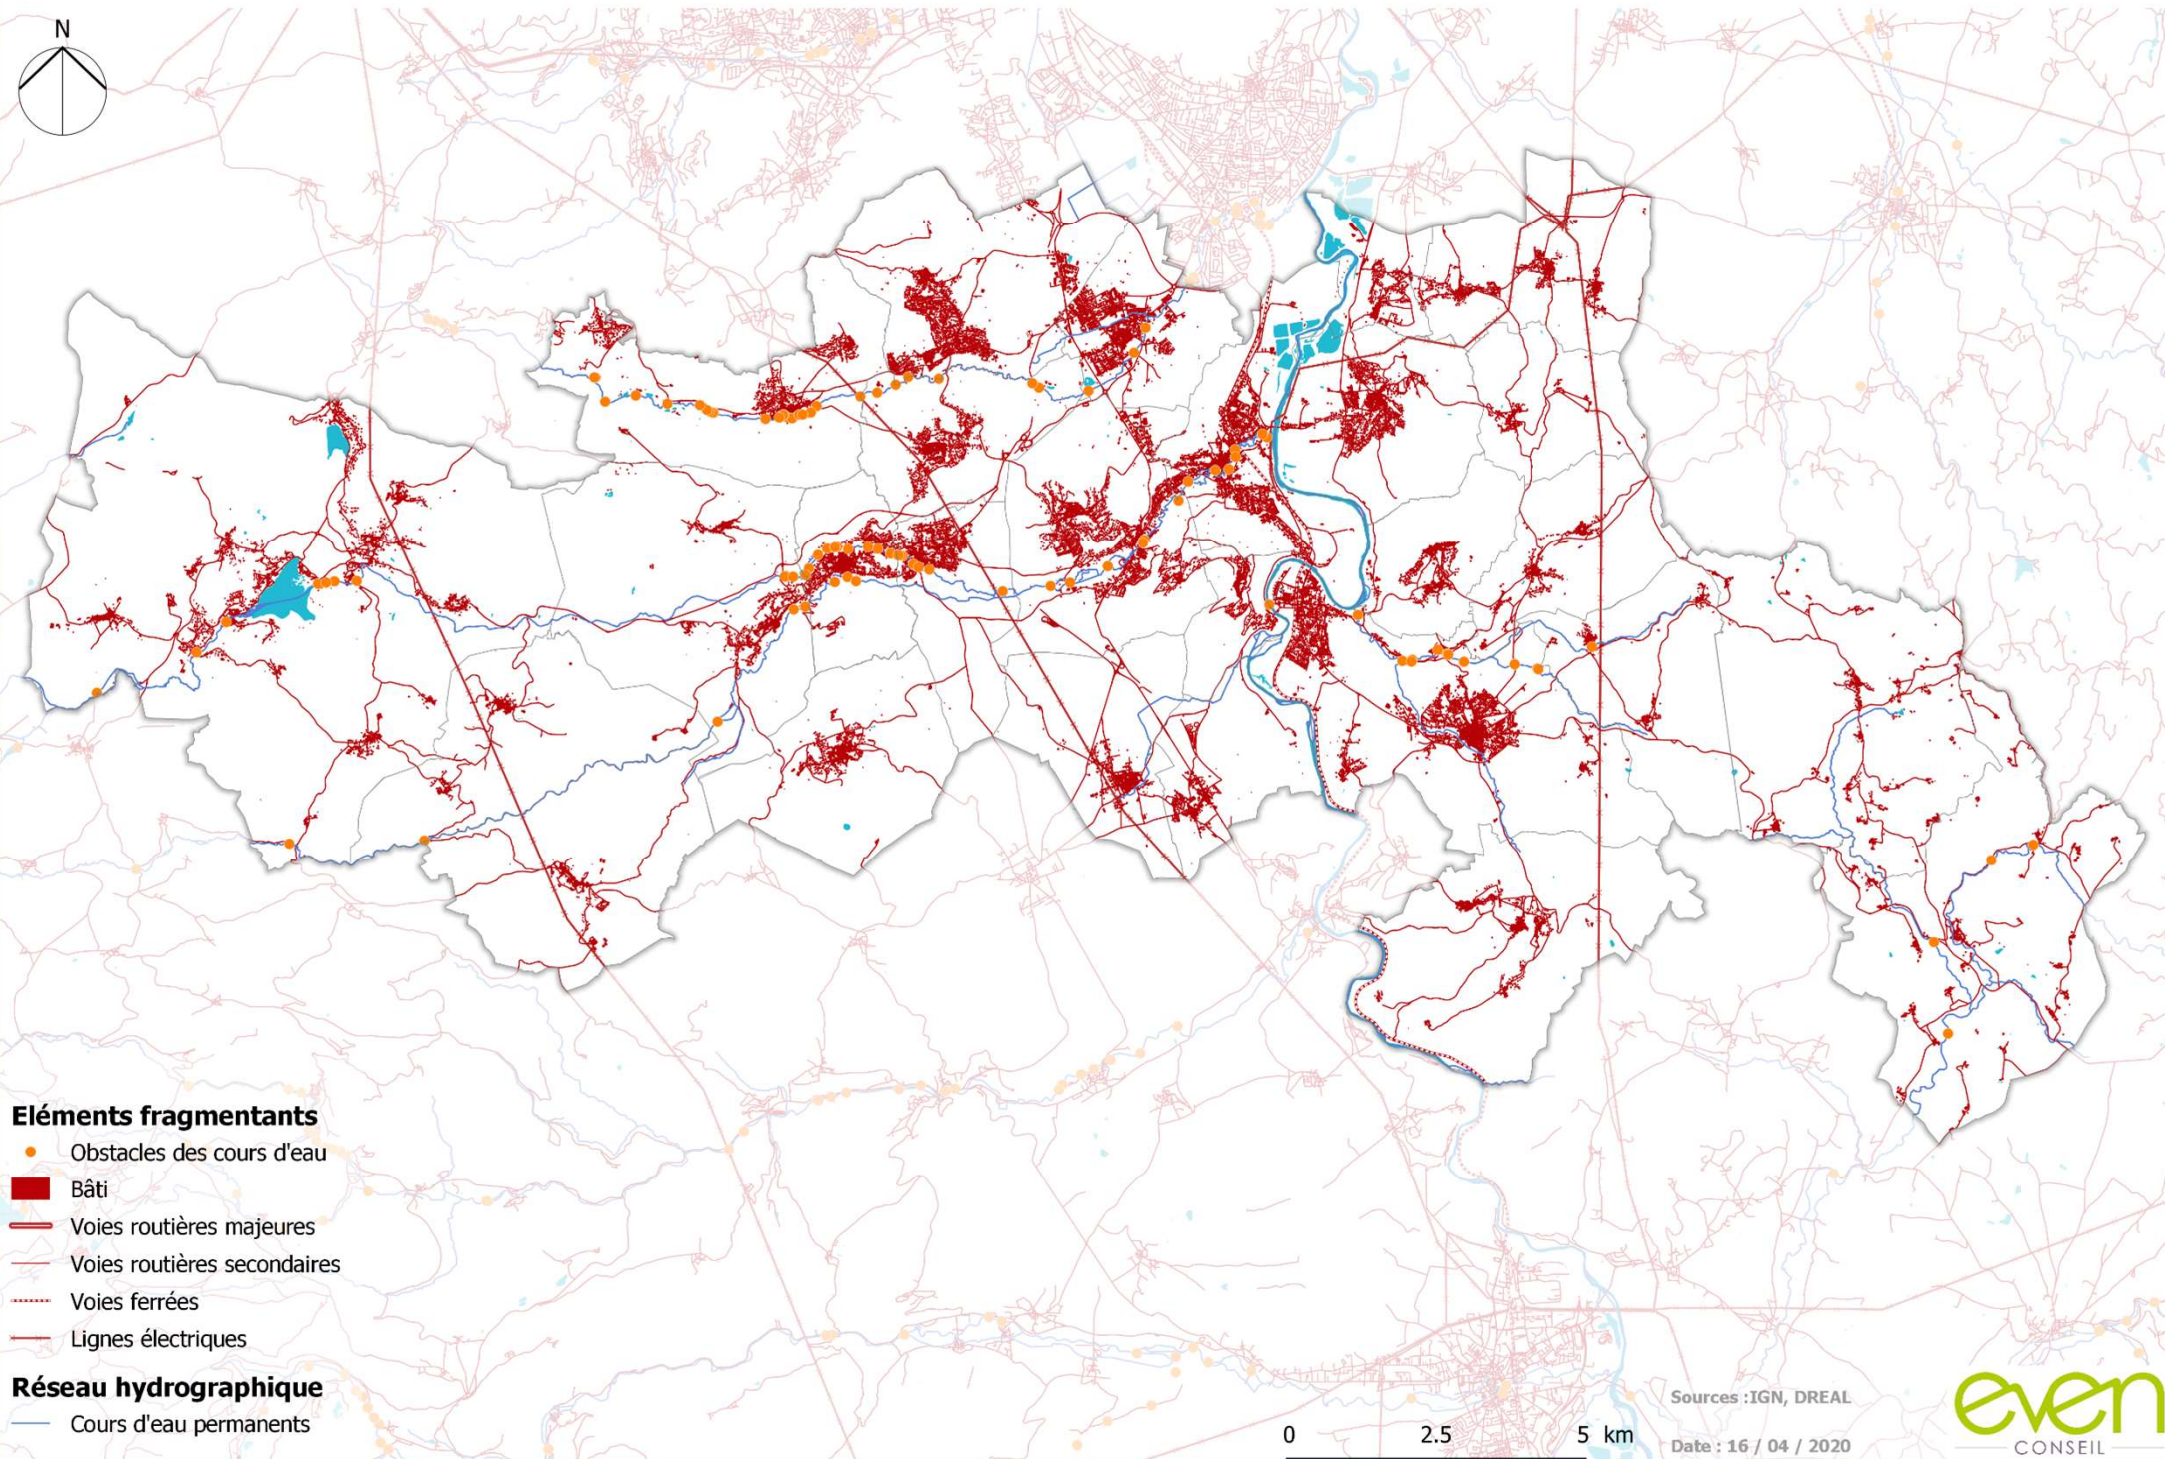 N
Eléments fragmentants
Obstacles des cours d'eau
Bâti
Voies routières majeures
Voies routières secondaires
Voies ferrées
Lignes électriques
Réseau hydrographique
Cours d'eau permanents
0 2.5 5 km
Sources :IGN, DREAL
Date : 16 / 04 / 2020
even
CONSEIL